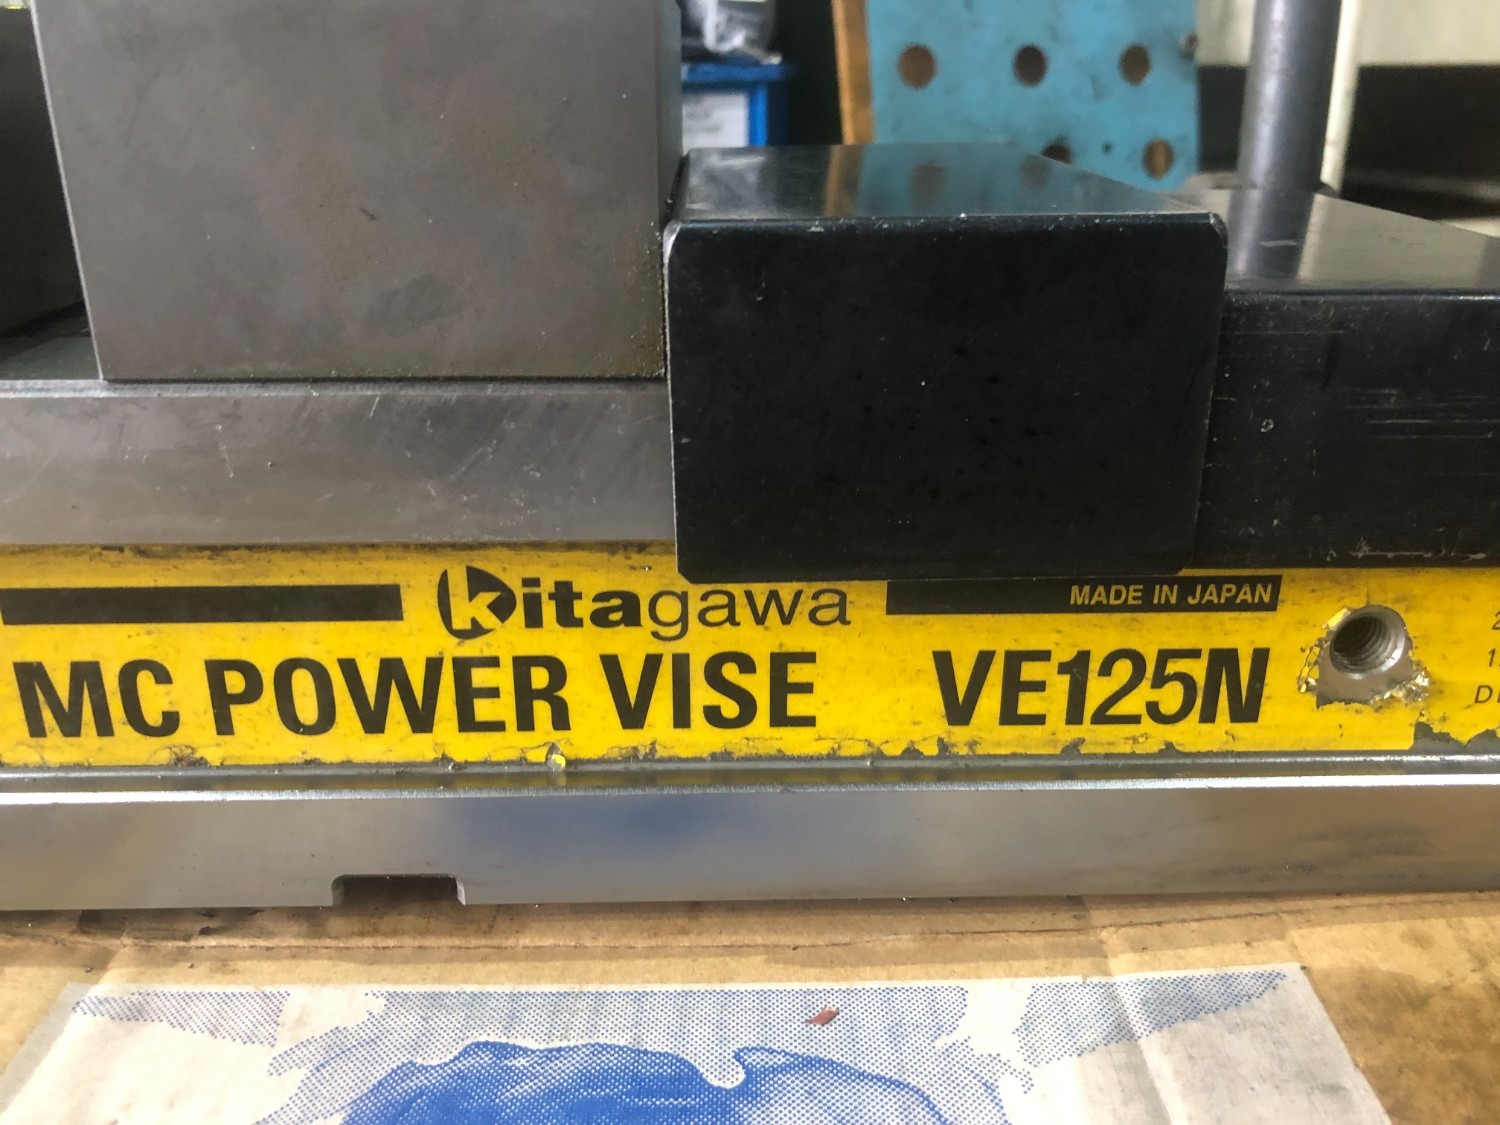 kitagawa
MADE IN JAPAN
MC POWER VISE VE125N